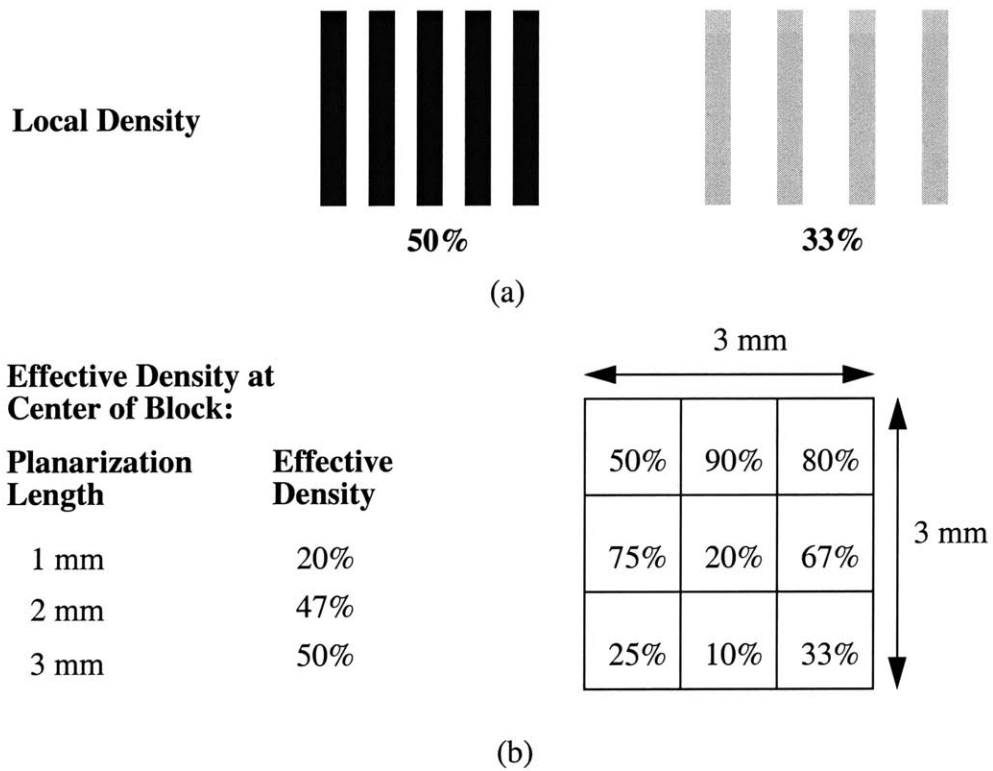 Local Density
50%
33%
(a)
3 mm
Effective Density at
Center of Block:
Planarization
Length
Effective
Density
1 mm
20%
2 mm
47%
3 mm
50%
50% 90% 80%
75% 20% 67%
25% 10% 33%
3 mm
(b)